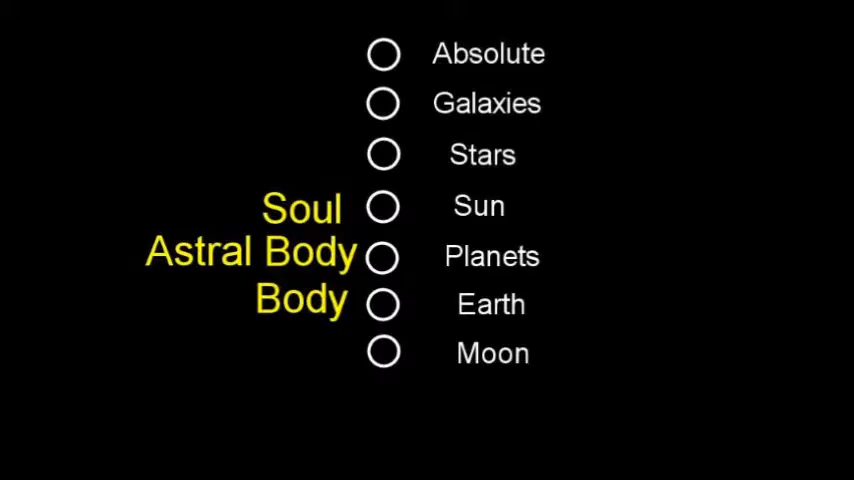 Absolute
Galaxies
Stars
Soul Sun
Astral Body Planets
Body Earth
Moon